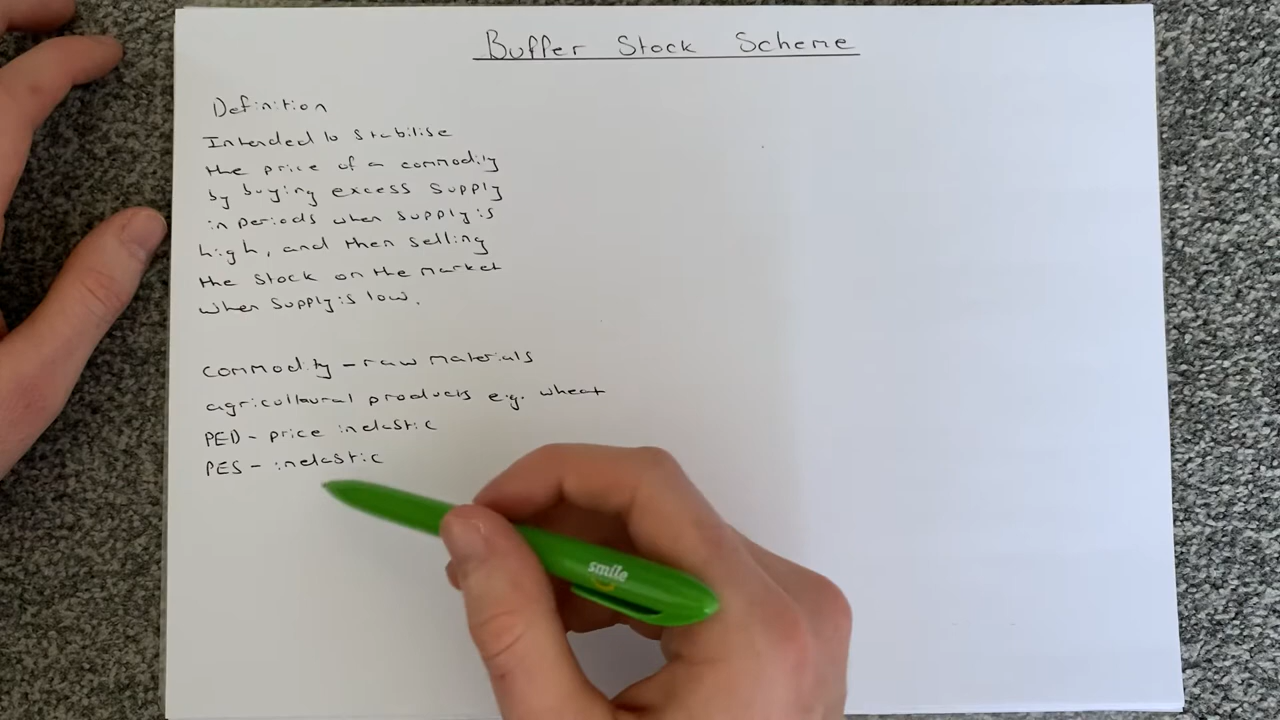 Buffer Stock Scheme
Definition
Intended to stabilise
the price of a commodity
by buying excess supply
in periods when supply is
high, and then selling
the stock on the market
when supply is low.
commodity - raw materials
agricultural products e.g. wheat
PED - price inelastic
PES - inelastic
smile